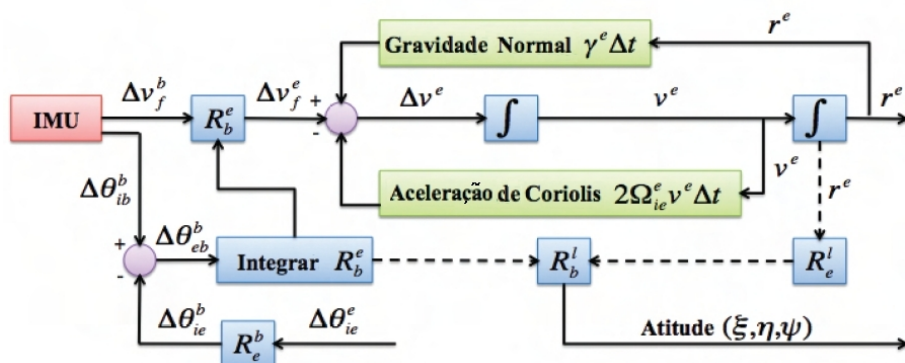 Gravidade Normal γ^e Δt
r^e
Δv_f^b
Δv_f^e
+
-
Δv^e
v^e
r^e
IMU
R_b^e
∫
∫
v^e
Δθ_ib^b
Aceleração de Coriolis 2Ω_ie^e v^e Δt
r^e
+
-
Δθ_eb^b
Integrar R_b^e
R_b^l
R_e^l
Δθ_ie^b
R_e^b
Δθ_ie^e
Atitude (ξ,η,ψ)